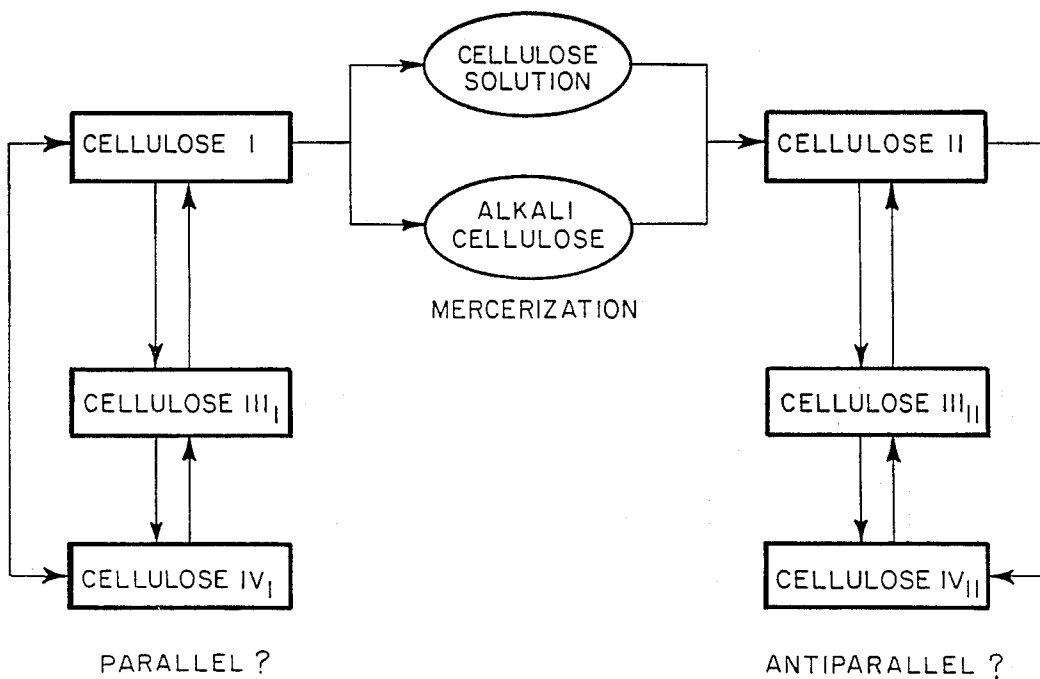 CELLULOSE
SOLUTION
CELLULOSE I
CELLULOSE II
ALKALI
CELLULOSE
MERCERIZATION
CELLULOSE III_I
CELLULOSE III_II
CELLULOSE IV_I
CELLULOSE IV_II
PARALLEL ?
ANTIPARALLEL ?